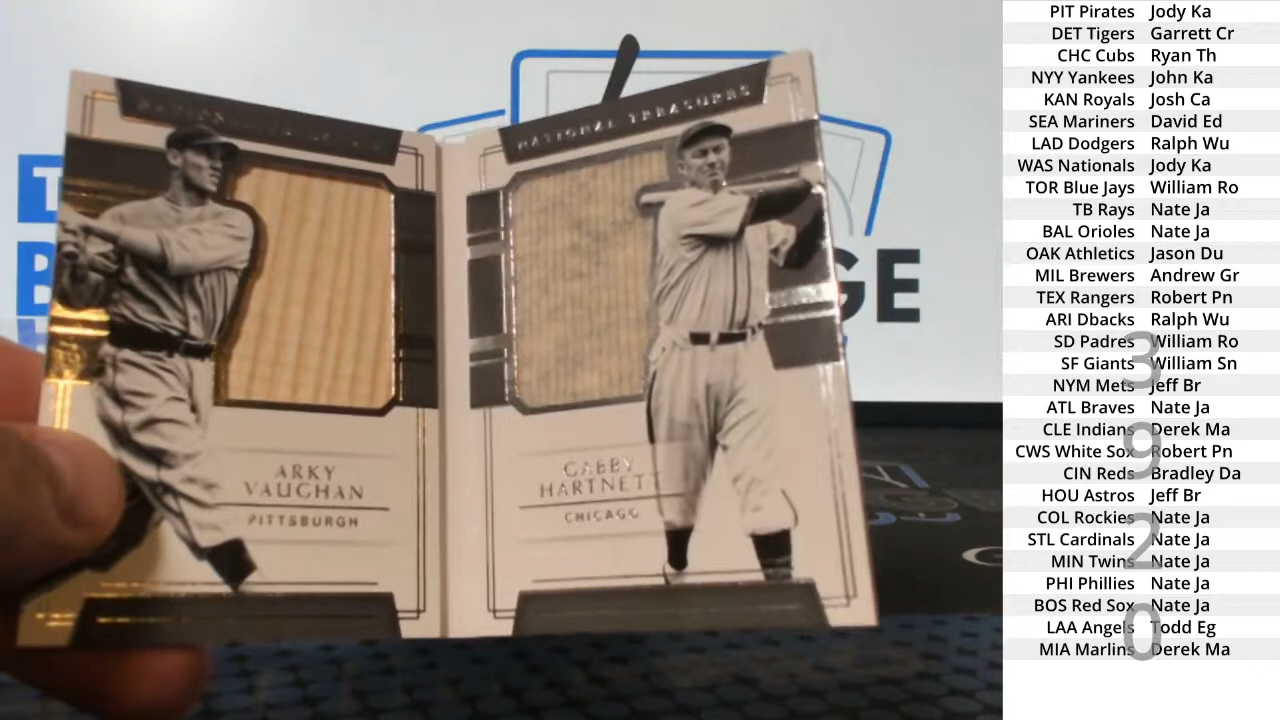 NATIONAL TREASURES
ARKY
VAUGHAN
PITTSBURGH
GABBY
HARTNETT
CHICAGO
T
B
GE
PIT Pirates Jody Ka
DET Tigers Garrett Cr
CHC Cubs Ryan Th
NYY Yankees John Ka
KAN Royals Josh Ca
SEA Mariners David Ed
LAD Dodgers Ralph Wu
WAS Nationals Jody Ka
TOR Blue Jays William Ro
TB Rays Nate Ja
BAL Orioles Nate Ja
OAK Athletics Jason Du
MIL Brewers Andrew Gr
TEX Rangers Robert Pn
ARI Dbacks Ralph Wu
SD Padres William Ro
SF Giants William Sn
NYM Mets Jeff Br
ATL Braves Nate Ja
CLE Indians Derek Ma
CWS White Sox Robert Pn
CIN Reds Bradley Da
HOU Astros Jeff Br
COL Rockies Nate Ja
STL Cardinals Nate Ja
MIN Twins Nate Ja
PHI Phillies Nate Ja
BOS Red Sox Nate Ja
LAA Angels Todd Eg
MIA Marlins Derek Ma
3
9
2
0